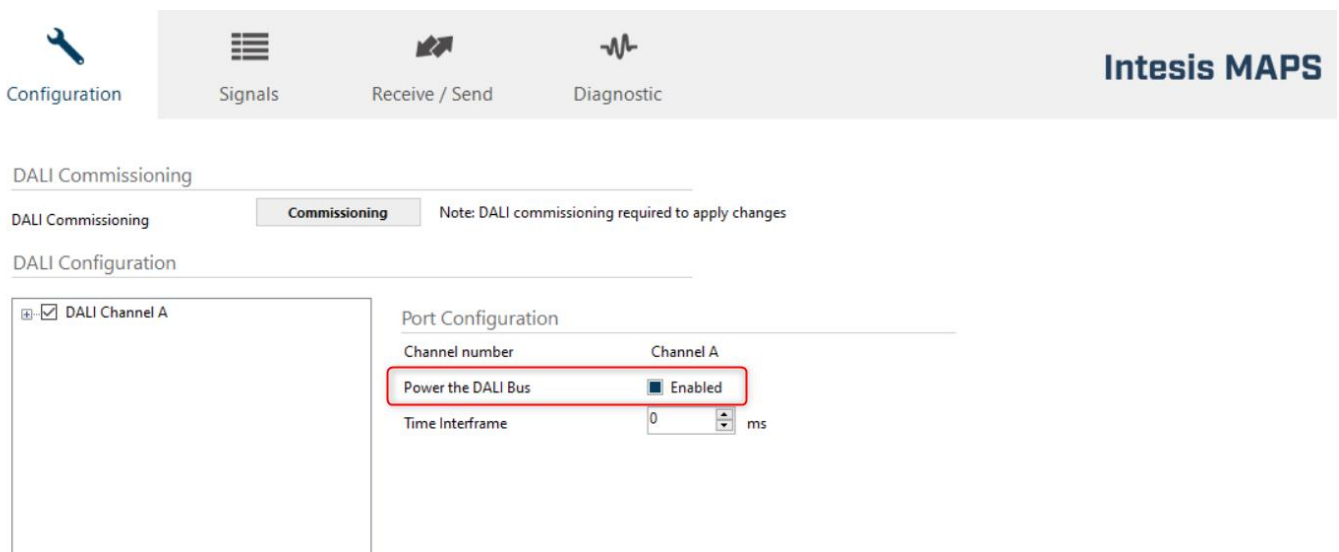 Configuration
Signals
Receive / Send
Diagnostic
Intesis MAPS
DALI Commissioning
DALI Commissioning
Commissioning
Note: DALI commissioning required to apply changes
DALI Configuration
DALI Channel A
Port Configuration
Channel number
Channel A
Power the DALI Bus
Enabled
Time Interframe
0
ms